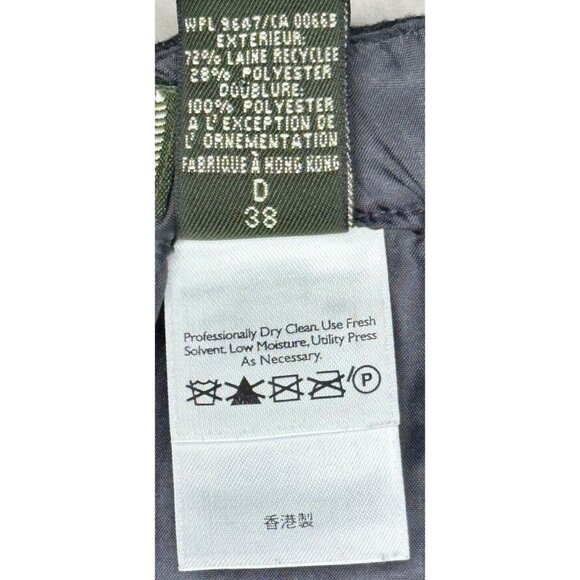 WPL 9647/CA 00665
EXTERIEUR:
72% LAINE RECYCLEE
28% POLYESTER
DOUBLURE:
100% POLYESTER
A L'EXCEPTION DE
L' ORNEMENTATION
FABRIQUE À HONG KONG
D
38
Professionally Dry Clean. Use Fresh
Solvent. Low Moisture, Utility Press
As Necessary.
P
香港製